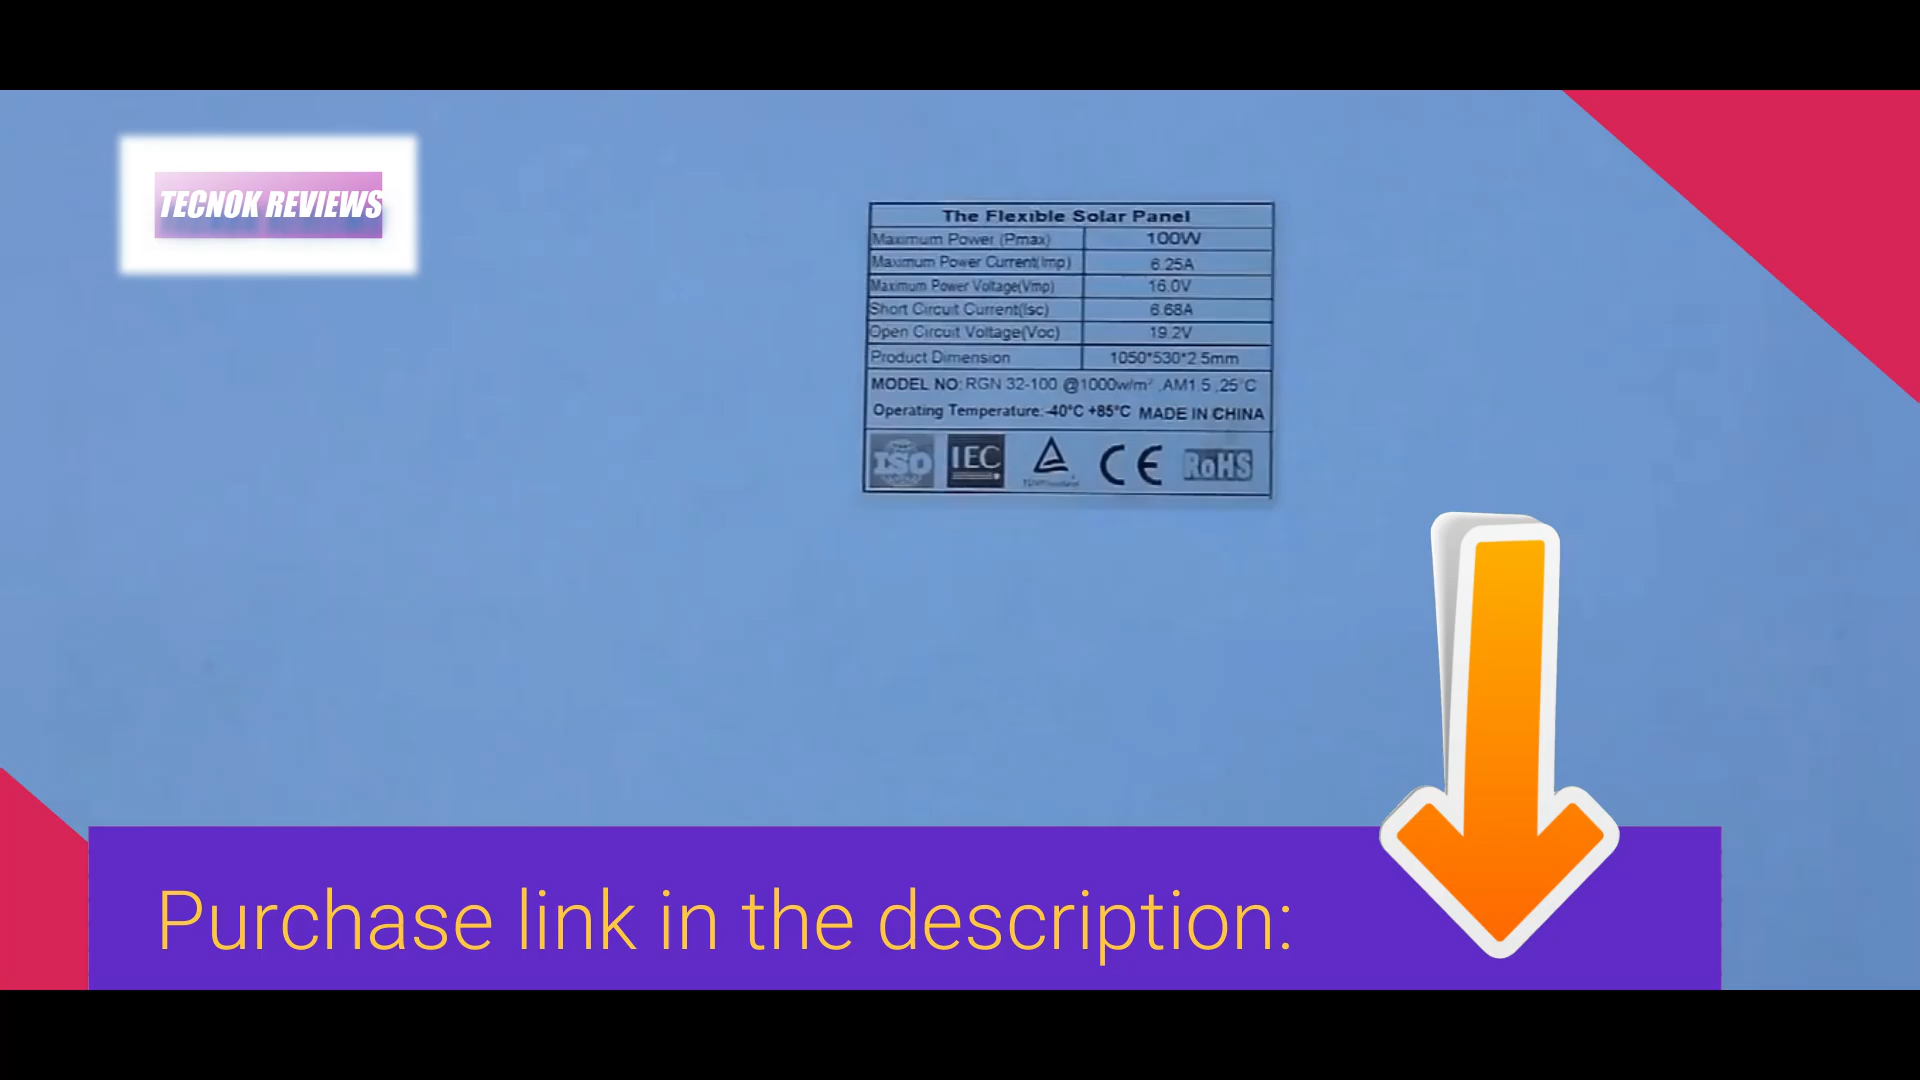 TECNOK REVIEWS
The Flexible Solar Panel
Maximum Power (Pmax) 100W
Maximum Power Current(Imp) 6.25A
Maximum Power Voltage(Vmp) 16.0V
Short Circuit Current(Isc) 6.68A
Open Circuit Voltage(Voc) 19.2V
Product Dimension 1050*530*2.5mm
MODEL NO: RGN 32-100 @1000w/m² ,AM1.5 ,25°C
Operating Temperature:-40°C +85°C MADE IN CHINA
ISO IEC CE RoHS
Purchase link in the description: